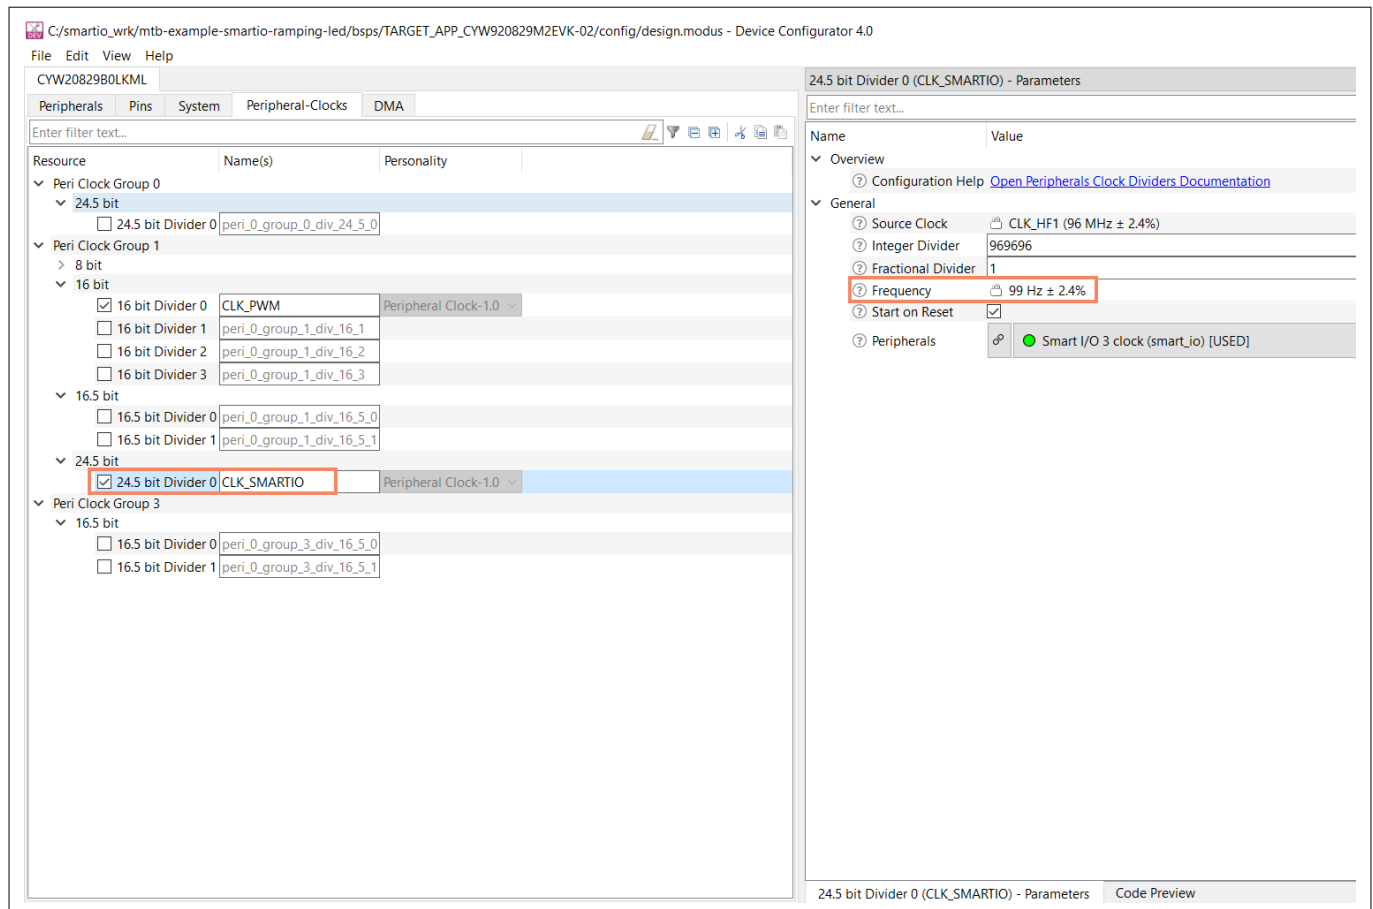 C:/smartio_wrk/mtb-example-smartio-ramping-led/bsps/TARGET_APP_CYW920829M2EVK-02/config/design.modus - Device Configurator 4.0
File Edit View Help
CYW20829B0LKML
Peripherals Pins System Peripheral-Clocks DMA
Enter filter text...
Resource Name(s) Personality
Peri Clock Group 0
24.5 bit
24.5 bit Divider 0 peri_0_group_0_div_24_5_0
Peri Clock Group 1
8 bit
16 bit
16 bit Divider 0 CLK_PWM Peripheral Clock-1.0
16 bit Divider 1 peri_0_group_1_div_16_1
16 bit Divider 2 peri_0_group_1_div_16_2
16 bit Divider 3 peri_0_group_1_div_16_3
16.5 bit
16.5 bit Divider 0 peri_0_group_1_div_16_5_0
16.5 bit Divider 1 peri_0_group_1_div_16_5_1
24.5 bit
24.5 bit Divider 0 CLK_SMARTIO Peripheral Clock-1.0
Peri Clock Group 3
16.5 bit
16.5 bit Divider 0 peri_0_group_3_div_16_5_0
16.5 bit Divider 1 peri_0_group_3_div_16_5_1
24.5 bit Divider 0 (CLK_SMARTIO) - Parameters
Enter filter text...
Name Value
Overview
Configuration Help Open Peripherals Clock Dividers Documentation
General
Source Clock CLK_HF1 (96 MHz ± 2.4%)
Integer Divider 969696
Fractional Divider 1
Frequency 99 Hz ± 2.4%
Start on Reset
Peripherals Smart I/O 3 clock (smart_io) [USED]
24.5 bit Divider 0 (CLK_SMARTIO) - Parameters Code Preview